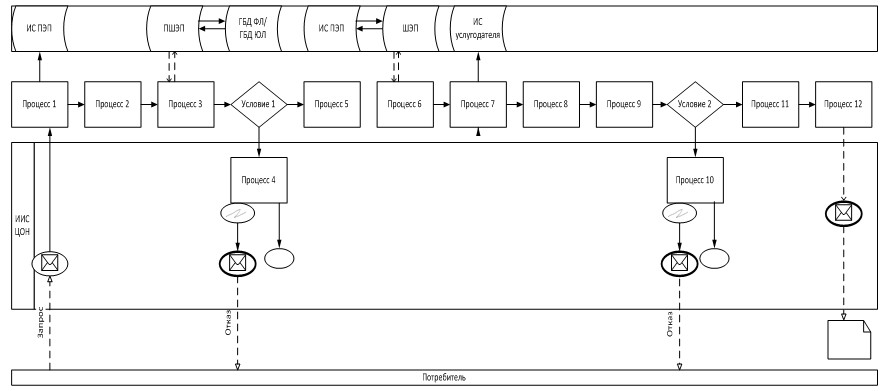 ИС ПЭП
ПШЭП
ГБД ФЛ/
ГБД ЮЛ
ИС ПЭП
ШЭП
ИС
услугодателя
Процесс 1
Процесс 2
Процесс 3
Условие 1
Процесс 5
Процесс 6
Процесс 7
Процесс 8
Процесс 9
Условие 2
Процесс 11
Процесс 12
Процесс 4
Процесс 10
ИИС
ЦОН
Запрос
Отказ
Отказ
Потребитель